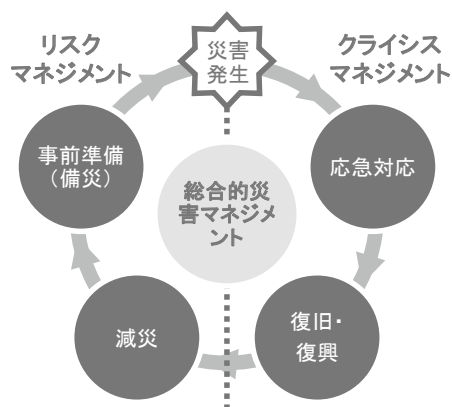 リスク
マネジメント
災害
発生
クライシス
マネジメント
事前準備
（備災）
応急対応
総合的災
害マネジメ
ント
減災
復旧・
復興